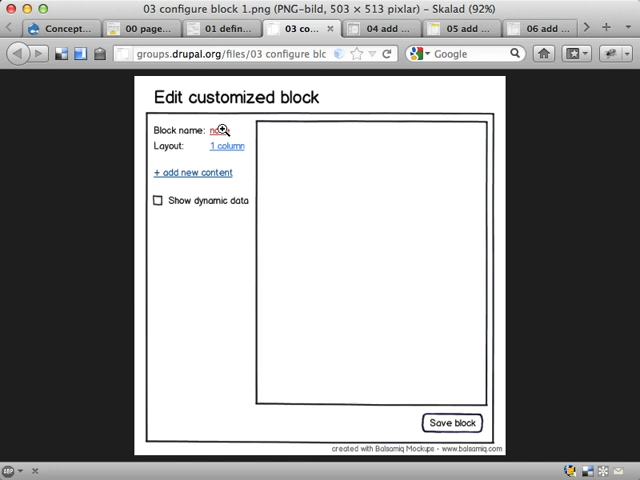 03 configure block 1.png (PNG-bild, 503 × 513 pixlar) – Skalad (92%)
Concept...
00 page...
01 defin...
03 co...
04 add ...
05 add ...
06 add ...
groups.drupal.org/files/03 configure blo
Google
Edit customized block
Block name:
Layout: 1 column
+ add new content
Show dynamic data
Save block
created with Balsamiq Mockups - www.balsamiq.com
ABP